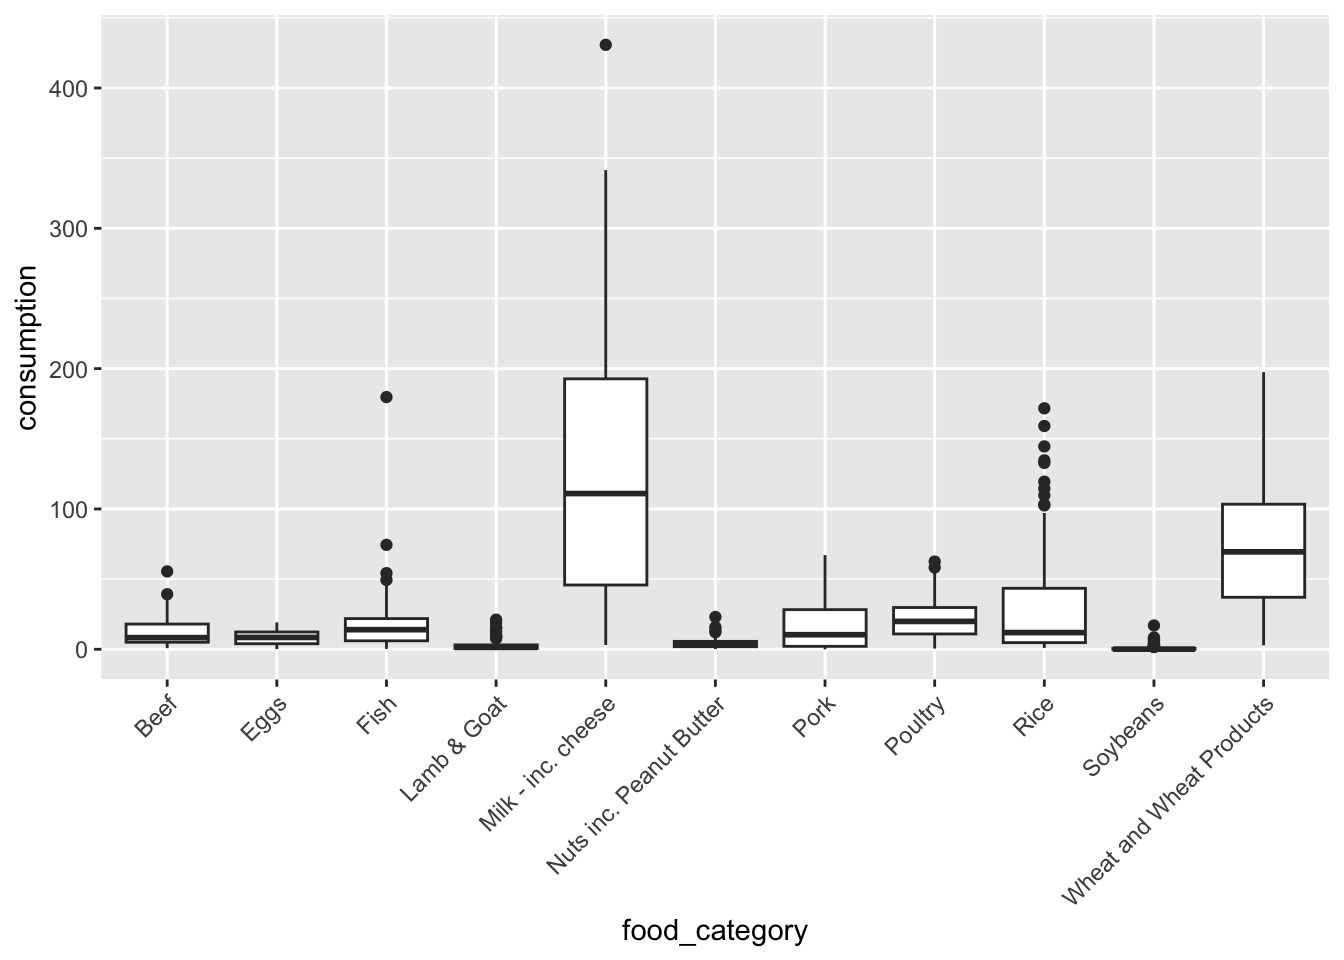 consumption
400
300
200
100
0
Beef
Eggs
Fish
Lamb & Goat
Milk - inc. cheese
Nuts inc. Peanut Butter
Pork
Poultry
Rice
Soybeans
Wheat and Wheat Products
food_category